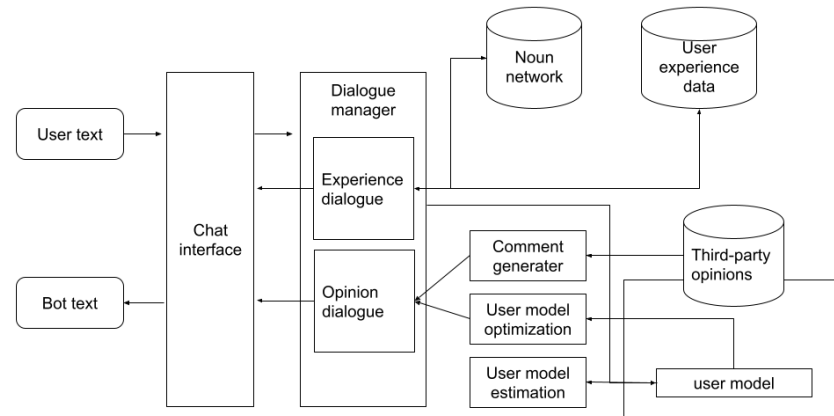 Noun
network
User
experience
data
Dialogue
manager
User text
Experience
dialogue
Chat
interface
Comment
generater
Third-party
opinions
Bot text
Opinion
dialogue
User model
optimization
User model
estimation
user model